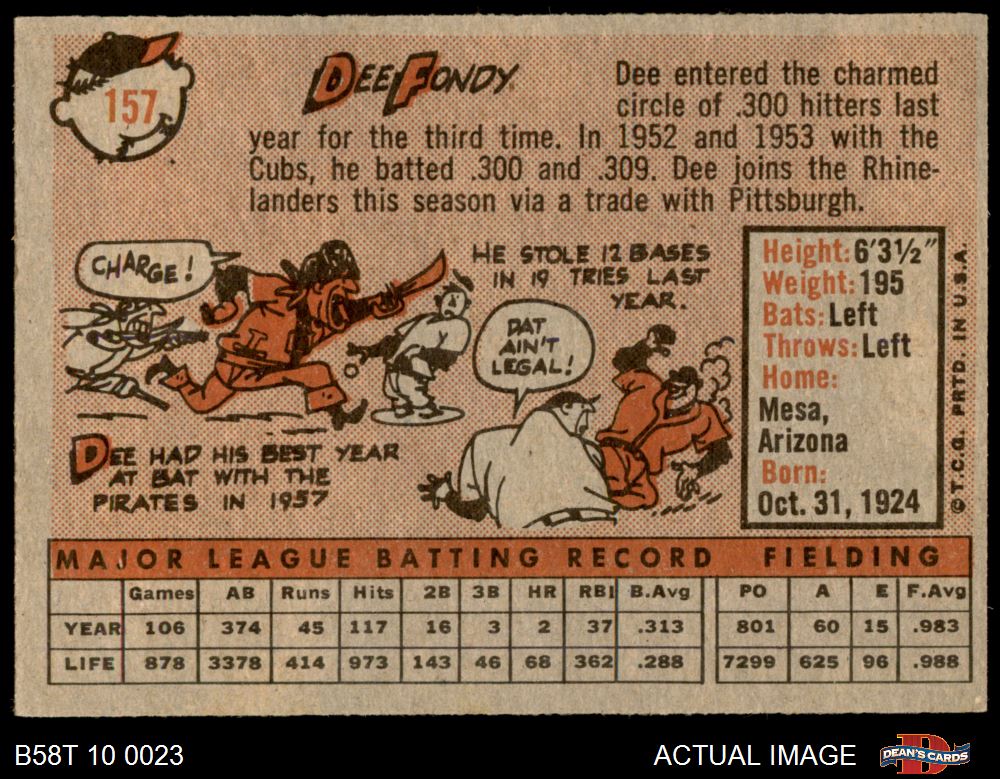 157
DEE FONDY
Dee entered the charmed
circle of .300 hitters last
year for the third time. In 1952 and 1953 with the
Cubs, he batted .300 and .309. Dee joins the Rhine-
landers this season via a trade with Pittsburgh.
CHARGE!
HE STOLE 12 BASES
IN 19 TRIES LAST
YEAR.
DAT
AIN'T
LEGAL!
DEE HAD HIS BEST YEAR
AT BAT WITH THE
PIRATES IN 1957
Height: 6'3½"
Weight: 195
Bats: Left
Throws: Left
Home:
Mesa,
Arizona
Born:
Oct. 31, 1924
© T.C.G. PRTD. IN U.S.A.
MAJOR LEAGUE BATTING RECORD FIELDING
Games AB Runs Hits 2B 3B HR RBI B.Avg PO A E F.Avg
YEAR 106 374 45 117 16 3 2 37 .313 801 60 15 .983
LIFE 878 3378 414 973 143 46 68 362 .288 7299 625 96 .988
B58T 10 0023 ACTUAL IMAGE D DEAN'S CARDS